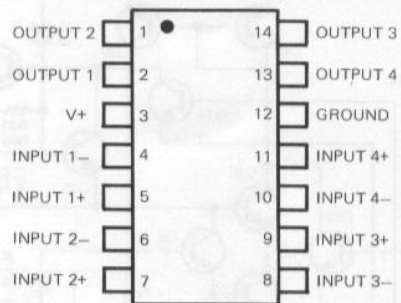 OUTPUT 2 1 14 OUTPUT 3
OUTPUT 1 2 13 OUTPUT 4
V+ 3 12 GROUND
INPUT 1– 4 11 INPUT 4+
INPUT 1+ 5 10 INPUT 4–
INPUT 2– 6 9 INPUT 3+
INPUT 2+ 7 8 INPUT 3–